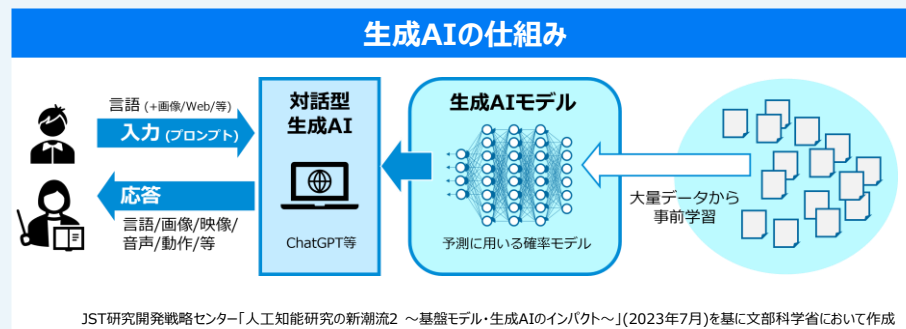 生成AIの仕組み
言語 (+画像/Web/等)
入力 (プロンプト)
応答
言語/画像/映像/
音声/動作/等
対話型
生成AI
ChatGPT等
生成AIモデル
予測に用いる確率モデル
大量データから
事前学習
JST研究開発戦略センター「人工知能研究の新潮流2 ～基盤モデル・生成AIのインパクト～」(2023年7月)を基に文部科学省において作成